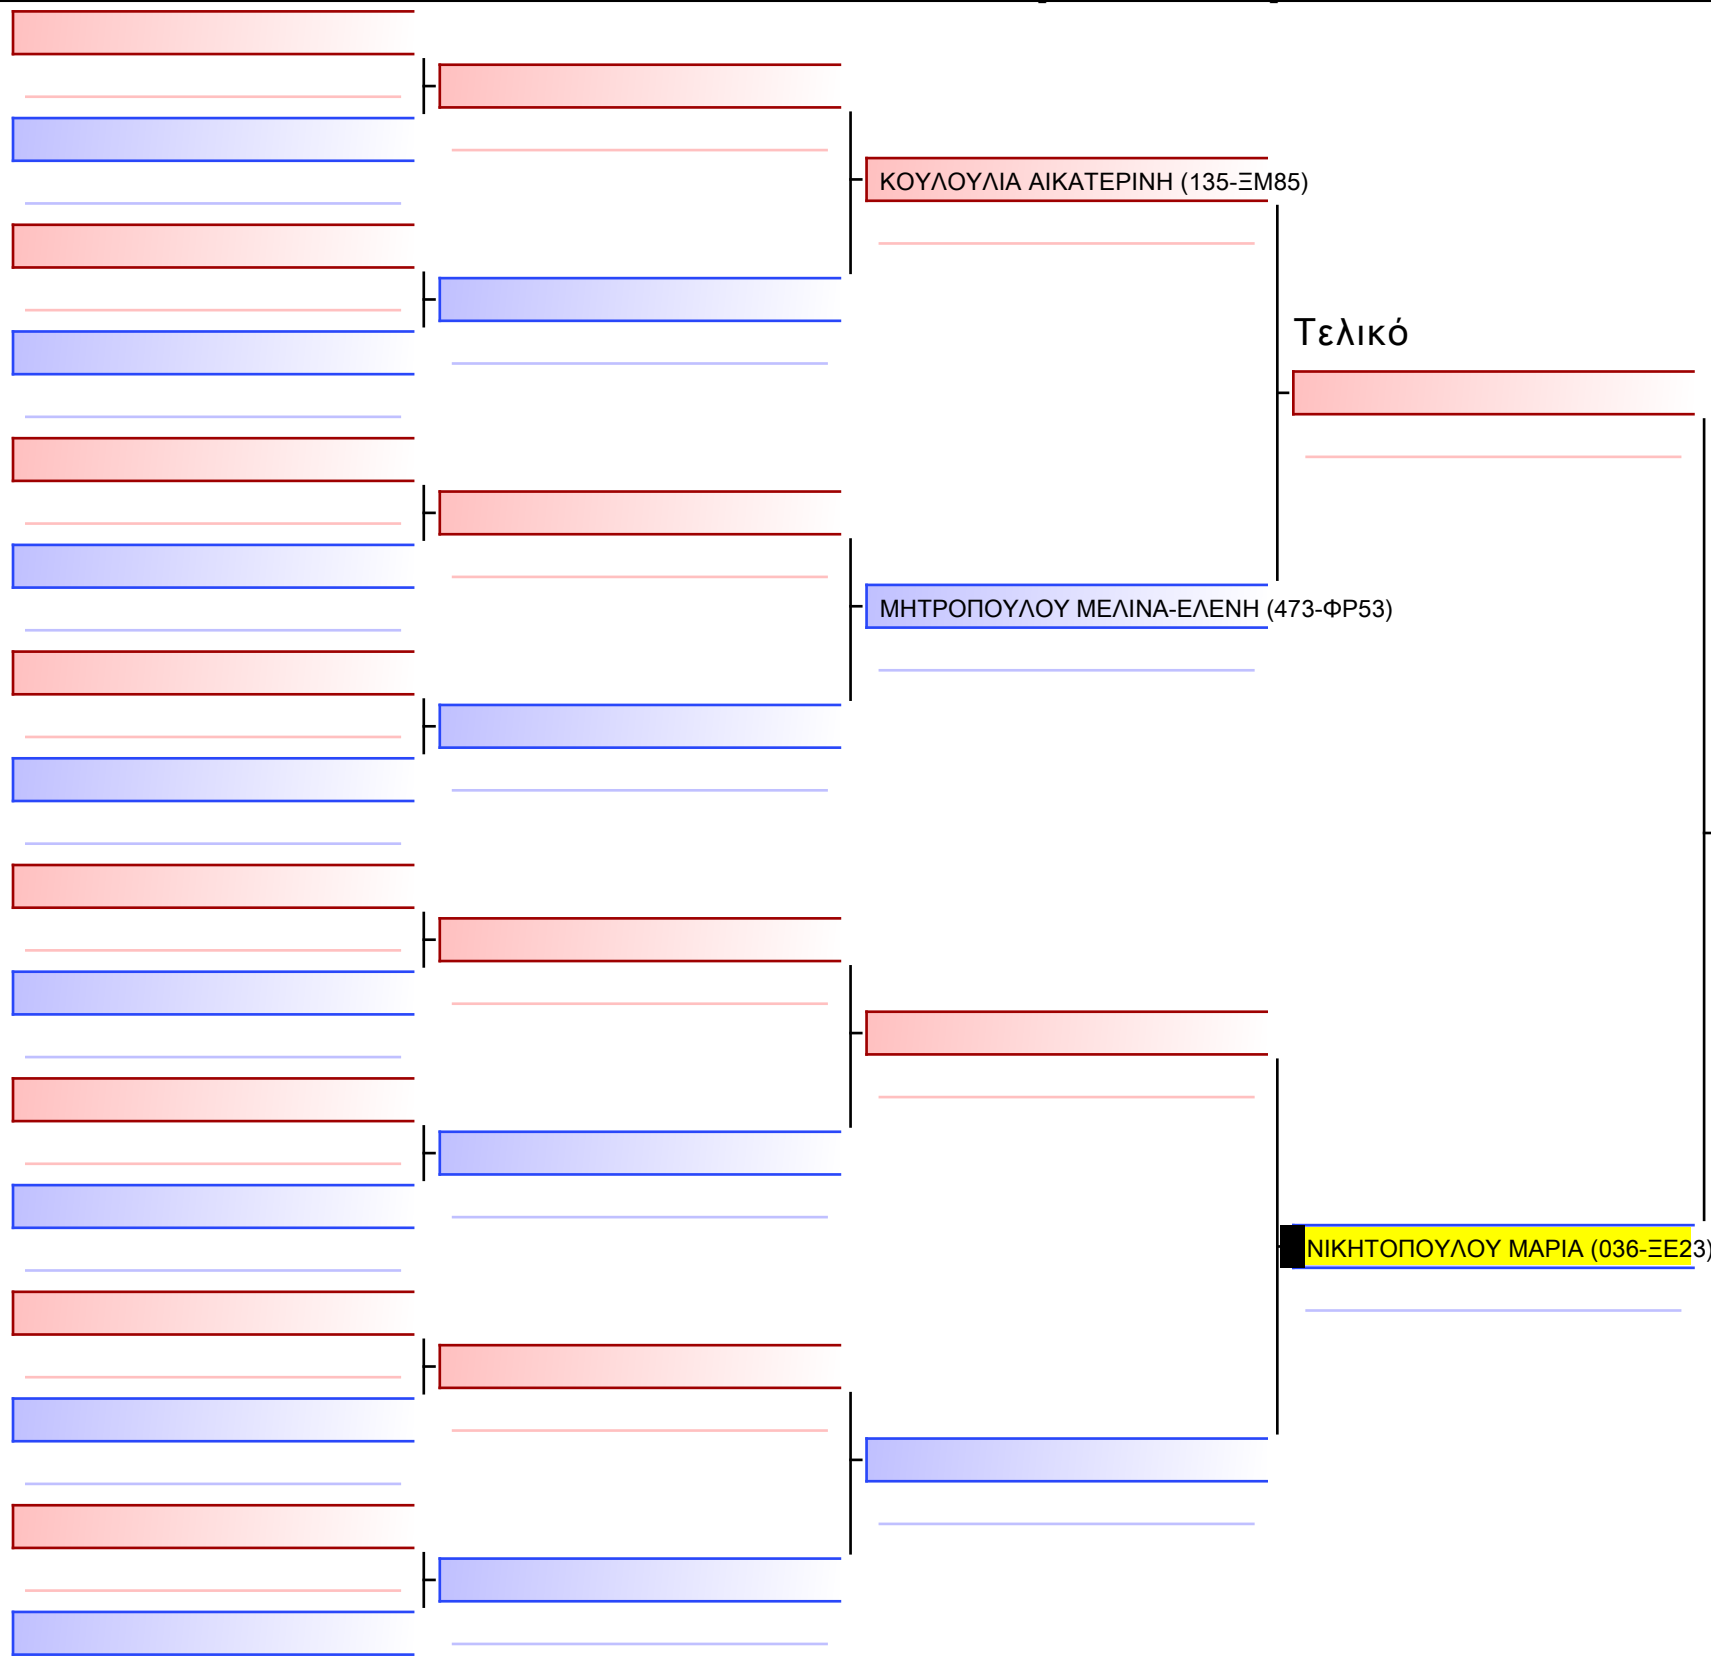 ΚΟΥΛΟΥΛΙΑ ΑΙΚΑΤΕΡΙΝΗ (135-ΞΜ85)
Τελικό
ΜΗΤΡΟΠΟΥΛΟΥ ΜΕΛΙΝΑ-ΕΛΕΝΗ (473-ΦΡ53)
ΝΙΚΗΤΟΠΟΥΛΟΥ ΜΑΡΙΑ (036-ΞΕ23)